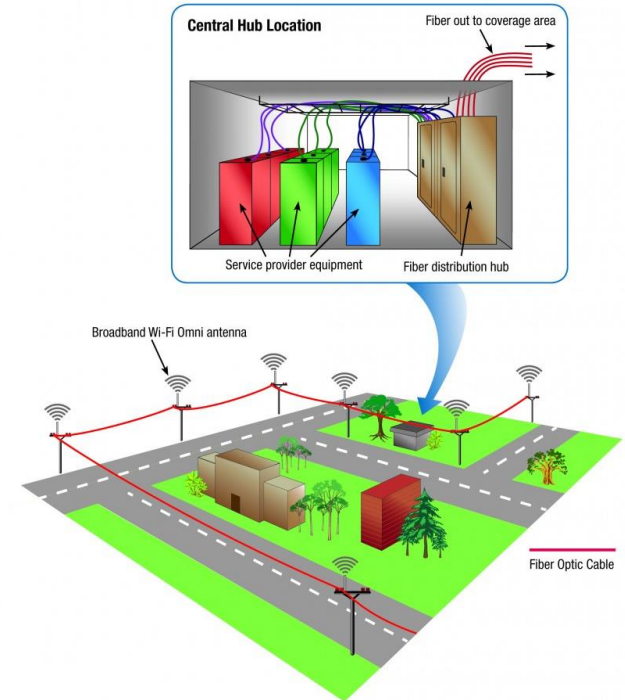 Central Hub Location
Fiber out to coverage area
Service provider equipment
Fiber distribution hub
Broadband Wi-Fi Omni antenna
Fiber Optic Cable